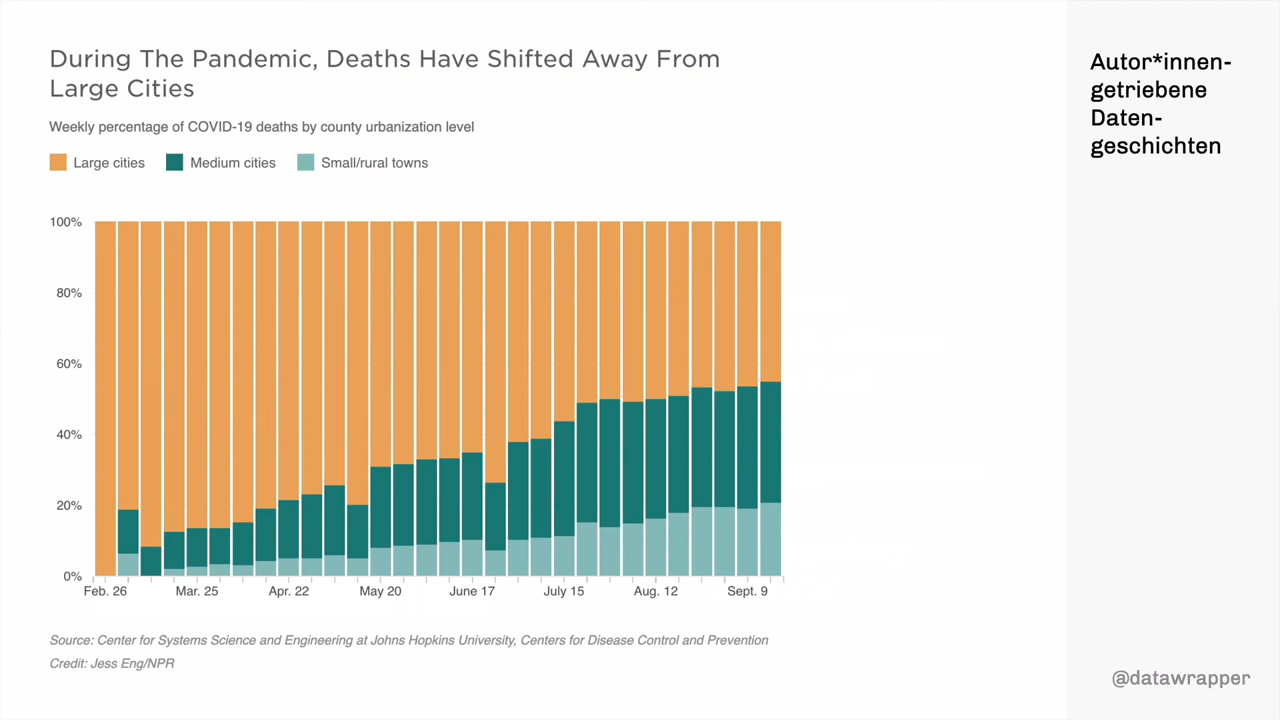 During The Pandemic, Deaths Have Shifted Away From
Large Cities
Weekly percentage of COVID-19 deaths by county urbanization level
Large cities
Medium cities
Small/rural towns
100%
80%
60%
40%
20%
0%
Feb. 26
Mar. 25
Apr. 22
May 20
June 17
July 15
Aug. 12
Sept. 9
Source: Center for Systems Science and Engineering at Johns Hopkins University, Centers for Disease Control and Prevention
Credit: Jess Eng/NPR
Autor*innen-
getriebene
Daten-
geschichten
@datawrapper